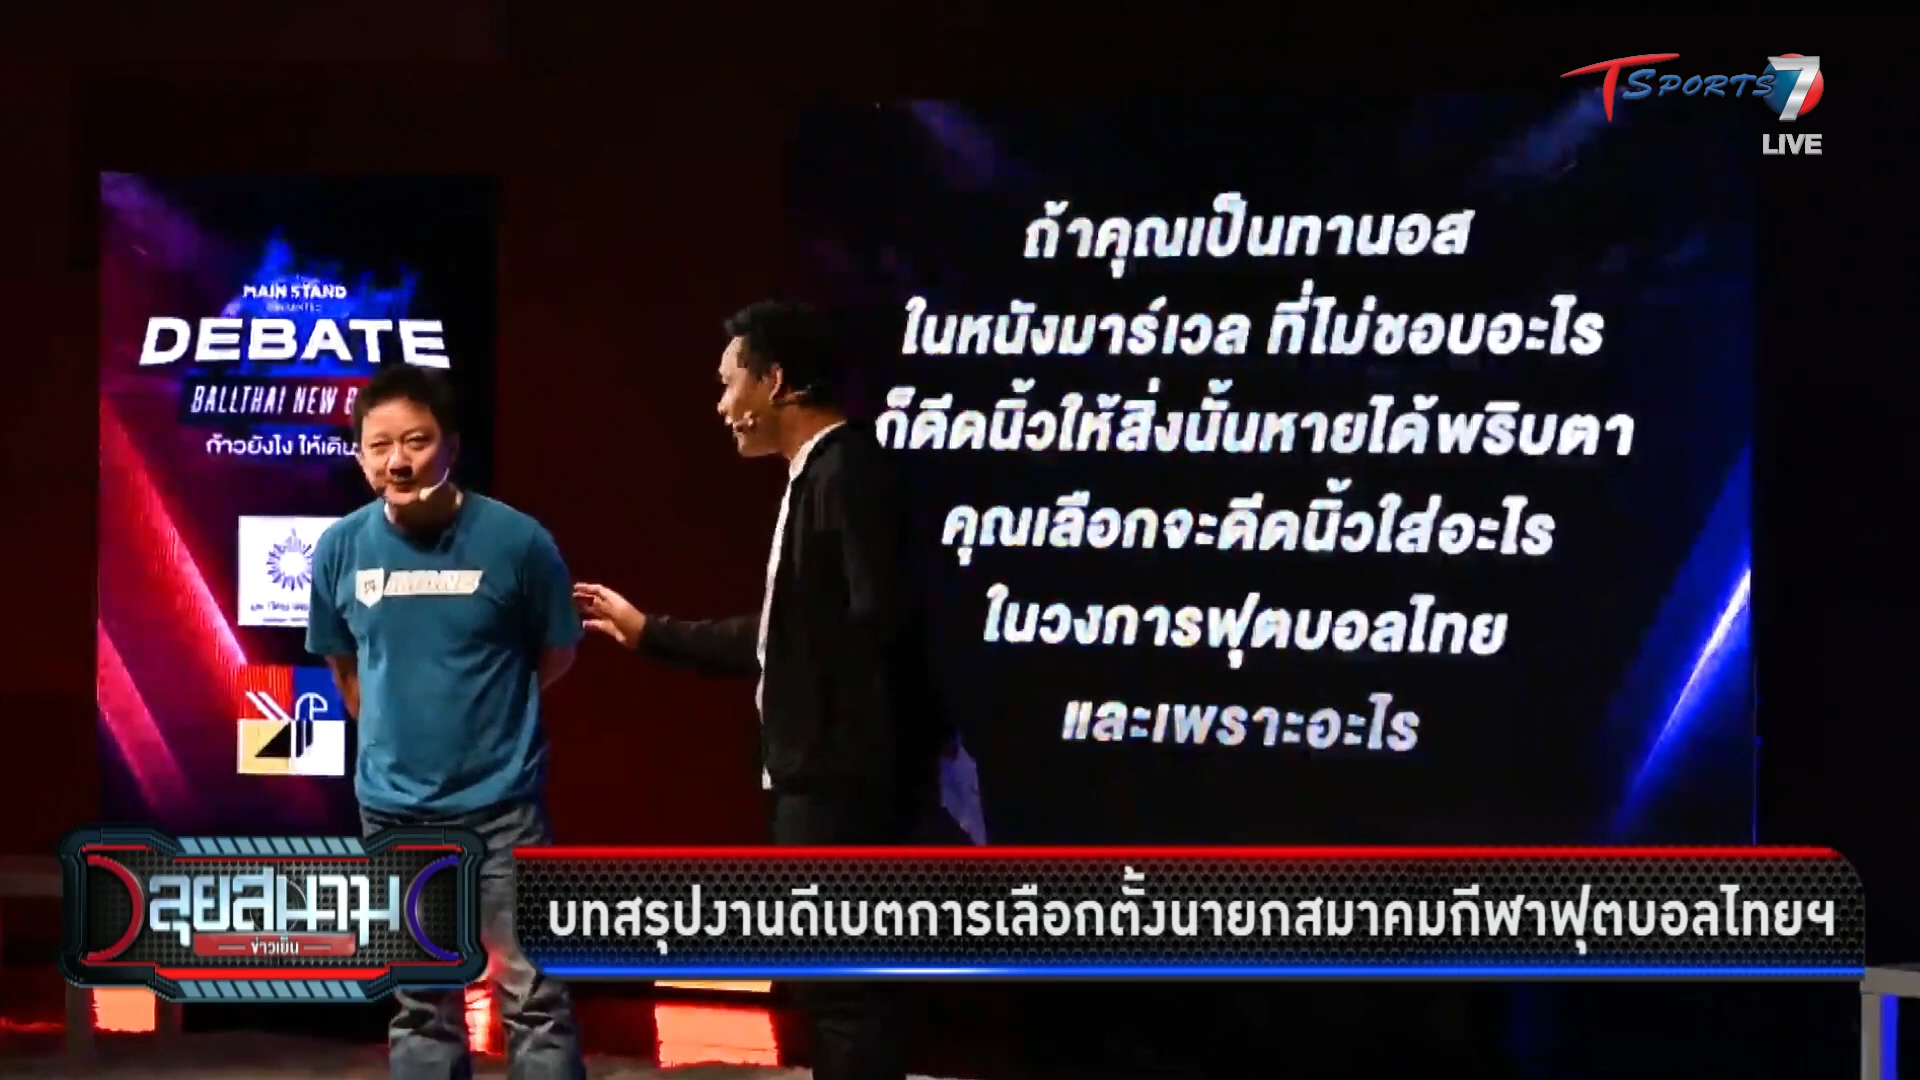 TSPORTS 7
LIVE
ถ้าคุณเป็นทานอส
ในหนังมาร์เวล ที่ไม่ชอบอะไร
ก็ดีดนิ้วให้สิ่งนั้นหายได้พริบตา
คุณเลือกจะดีดนิ้วใส่อะไร
ในวงการฟุตบอลไทย
และเพราะอะไร
MAIN STAND
DEBATE
BALLTHAI NEW
ก้าวยังไง ให้เดิน
ลุยสนาม
ข่าวเย็น
บทสรุปงานดีเบตการเลือกตั้งนายกสมาคมกีฬาฟุตบอลไทยฯ